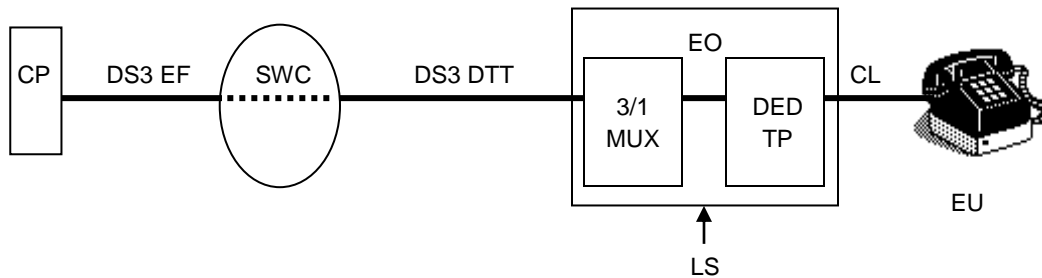 EO
CP
DS3 EF
SWC
DS3 DTT
CL
3/1
MUX
DED
TP
EU
LS